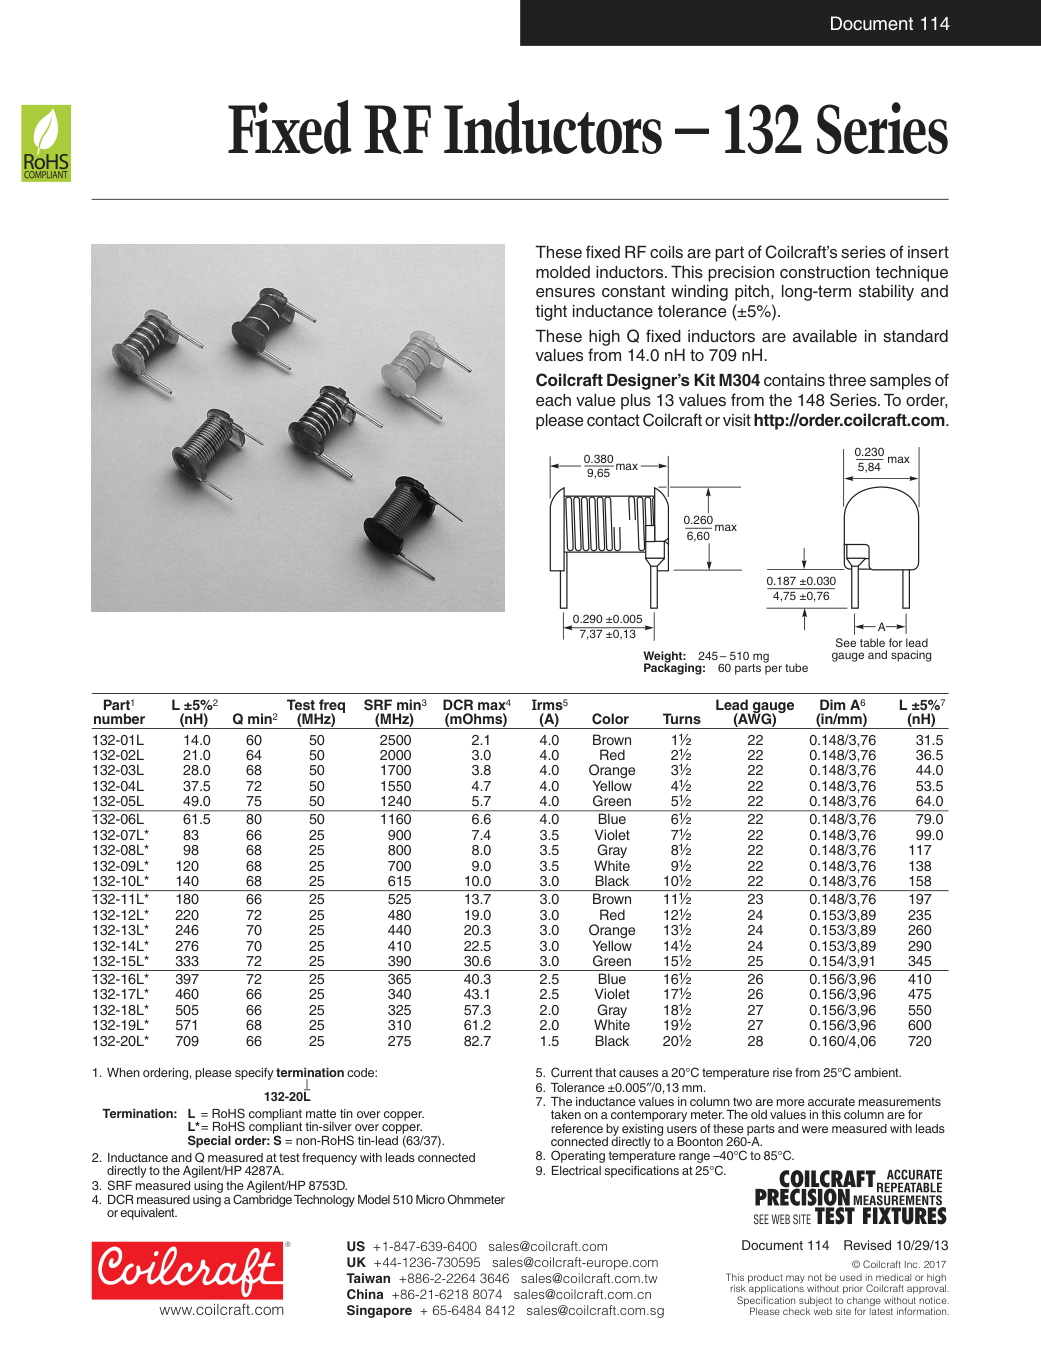 Document 114
RoHS
COMPLIANT
Fixed RF Inductors – 132 Series
These fixed RF coils are part of Coilcraft's series of insert
molded inductors. This precision construction technique
ensures constant winding pitch, long-term stability and
tight inductance tolerance (±5%).
These high Q fixed inductors are available in standard
values from 14.0 nH to 709 nH.
Coilcraft Designer's Kit M304 contains three samples of
each value plus 13 values from the 148 Series. To order,
please contact Coilcraft or visit http://order.coilcraft.com.
0.380
9,65 max
0.230
5,84 max
0.260
6,60 max
0.187 ±0.030
4,75 ±0,76
0.290 ±0.005
7,37 ±0,13
A
See table for lead
gauge and spacing
Weight: 245 – 510 mg
Packaging: 60 parts per tube
Part1 L ±5%2 Test freq SRF min3 DCR max4 Irms5 Lead gauge Dim A6 L ±5%7
number (nH) Q min2 (MHz) (MHz) (mOhms) (A) Color Turns (AWG) (in/mm) (nH)
132-01L 14.0 60 50 2500 2.1 4.0 Brown 1½ 22 0.148/3,76 31.5
132-02L 21.0 64 50 2000 3.0 4.0 Red 2½ 22 0.148/3,76 36.5
132-03L 28.0 68 50 1700 3.8 4.0 Orange 3½ 22 0.148/3,76 44.0
132-04L 37.5 72 50 1550 4.7 4.0 Yellow 4½ 22 0.148/3,76 53.5
132-05L 49.0 75 50 1240 5.7 4.0 Green 5½ 22 0.148/3,76 64.0
132-06L 61.5 80 50 1160 6.6 4.0 Blue 6½ 22 0.148/3,76 79.0
132-07L* 83 66 25 900 7.4 3.5 Violet 7½ 22 0.148/3,76 99.0
132-08L* 98 68 25 800 8.0 3.5 Gray 8½ 22 0.148/3,76 117
132-09L* 120 68 25 700 9.0 3.5 White 9½ 22 0.148/3,76 138
132-10L* 140 68 25 615 10.0 3.0 Black 10½ 22 0.148/3,76 158
132-11L* 180 66 25 525 13.7 3.0 Brown 11½ 23 0.148/3,76 197
132-12L* 220 72 25 480 19.0 3.0 Red 12½ 24 0.153/3,89 235
132-13L* 246 70 25 440 20.3 3.0 Orange 13½ 24 0.153/3,89 260
132-14L* 276 70 25 410 22.5 3.0 Yellow 14½ 24 0.153/3,89 290
132-15L* 333 72 25 390 30.6 3.0 Green 15½ 25 0.154/3,91 345
132-16L* 397 72 25 365 40.3 2.5 Blue 16½ 26 0.156/3,96 410
132-17L* 460 66 25 340 43.1 2.5 Violet 17½ 26 0.156/3,96 475
132-18L* 505 66 25 325 57.3 2.0 Gray 18½ 27 0.156/3,96 550
132-19L* 571 68 25 310 61.2 2.0 White 19½ 27 0.156/3,96 600
132-20L* 709 66 25 275 82.7 1.5 Black 20½ 28 0.160/4,06 720
1. When ordering, please specify termination code:
132-20L
Termination: L = RoHS compliant matte tin over copper.
L* = RoHS compliant tin-silver over copper.
Special order: S = non-RoHS tin-lead (63/37).
2. Inductance and Q measured at test frequency with leads connected
directly to the Agilent/HP 4287A.
3. SRF measured using the Agilent/HP 8753D.
4. DCR measured using a Cambridge Technology Model 510 Micro Ohmmeter
or equivalent.
5. Current that causes a 20°C temperature rise from 25°C ambient.
6. Tolerance ±0.005″/0,13 mm.
7. The inductance values in column two are more accurate measurements
taken on a contemporary meter. The old values in this column are for
reference by existing users of these parts and were measured with leads
connected directly to a Boonton 260-A.
8. Operating temperature range –40°C to 85°C.
9. Electrical specifications at 25°C.
COILCRAFT ACCURATE
PRECISION REPEATABLE
MEASUREMENTS
SEE WEB SITE TEST FIXTURES
Coilcraft ®
www.coilcraft.com
US +1-847-639-6400 sales@coilcraft.com
UK +44-1236-730595 sales@coilcraft-europe.com
Taiwan +886-2-2264 3646 sales@coilcraft.com.tw
China +86-21-6218 8074 sales@coilcraft.com.cn
Singapore + 65-6484 8412 sales@coilcraft.com.sg
Document 114 Revised 10/29/13
© Coilcraft Inc. 2017
This product may not be used in medical or high
risk applications without prior Coilcraft approval.
Specification subject to change without notice.
Please check web site for latest information.